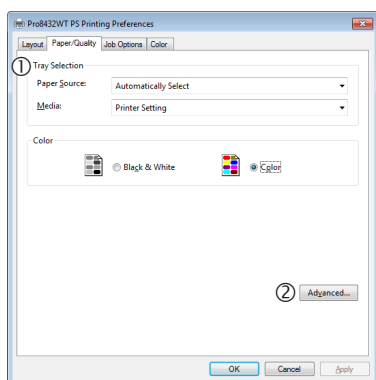 Pro8432WT PS Printing Preferences
Layout Paper/Quality Job Options Color
① Tray Selection
Paper Source: Automatically Select
Media: Printer Setting
Color
Black & White Color
② Advanced...
OK Cancel Apply